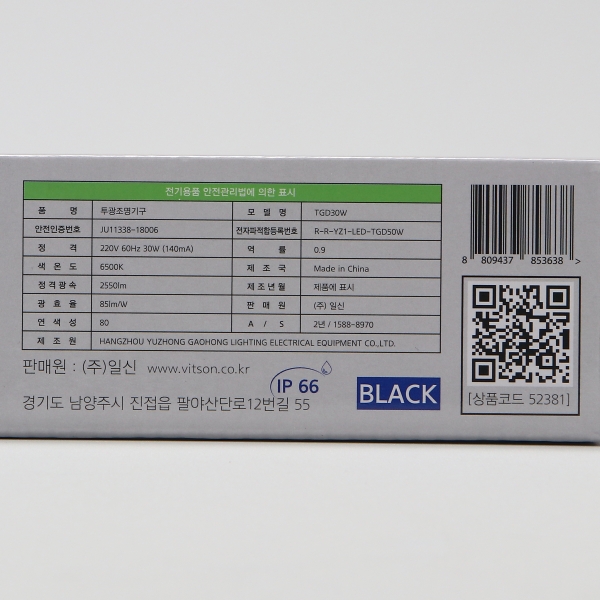 전기용품 안전관리법에 의한 표시
품 명 투광조명기구 모 델 명 TGD30W
안전인증번호 JU11338-18006 전자파적합등록번호 R-R-YZ1-LED-TGD50W
정 격 220V 60Hz 30W (140mA) 역 률 0.9
색 온 도 6500K 제 조 국 Made in China
정 격 광 속 2550lm 제 조 년 월 제품에 표시
광 효 율 85lm/W 판 매 원 (주) 일신
연 색 성 80 A / S 2년 / 1588-8970
제 조 원 HANGZHOU YUZHONG GAOHONG LIGHTING ELECTRICAL EQUIPMENT CO.,LTD.
판매원 : (주)일신 www.vitson.co.kr
경기도 남양주시 진접읍 팔야산단로12번길 55
IP 66
BLACK
8 809437 853638 >
[상품코드 52381]